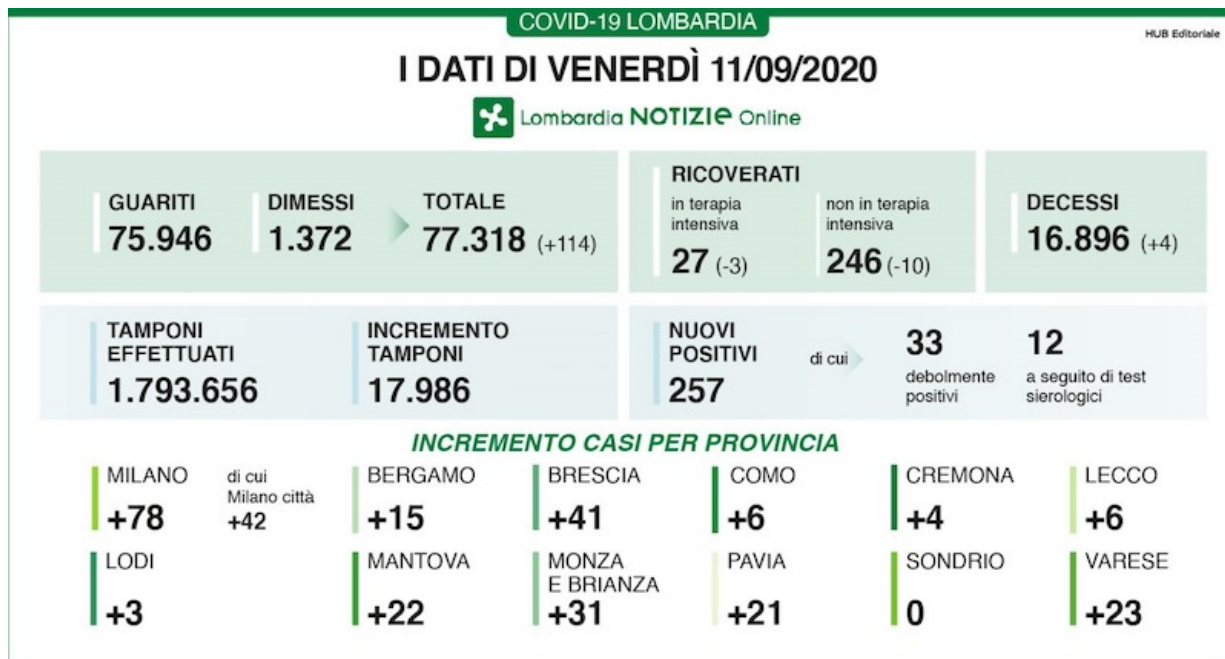 COVID-19 LOMBARDIA
HUB Editoriale
I DATI DI VENERDÌ 11/09/2020
Lombardia NOTIZIE Online
GUARITI
75.946
DIMESSI
1.372
TOTALE
77.318 (+114)
RICOVERATI
in terapia
intensiva
27 (-3)
non in terapia
intensiva
246 (-10)
DECESSI
16.896 (+4)
TAMPONI
EFFETTUATI
1.793.656
INCREMENTO
TAMPONI
17.986
NUOVI
POSITIVI
257
di cui
33
debolmente
positivi
12
a seguito di test
sierologici
INCREMENTO CASI PER PROVINCIA
MILANO
+78
di cui
Milano città
+42
BERGAMO
+15
BRESCIA
+41
COMO
+6
CREMONA
+4
LECCO
+6
LODI
+3
MANTOVA
+22
MONZA
E BRIANZA
+31
PAVIA
+21
SONDRIO
0
VARESE
+23